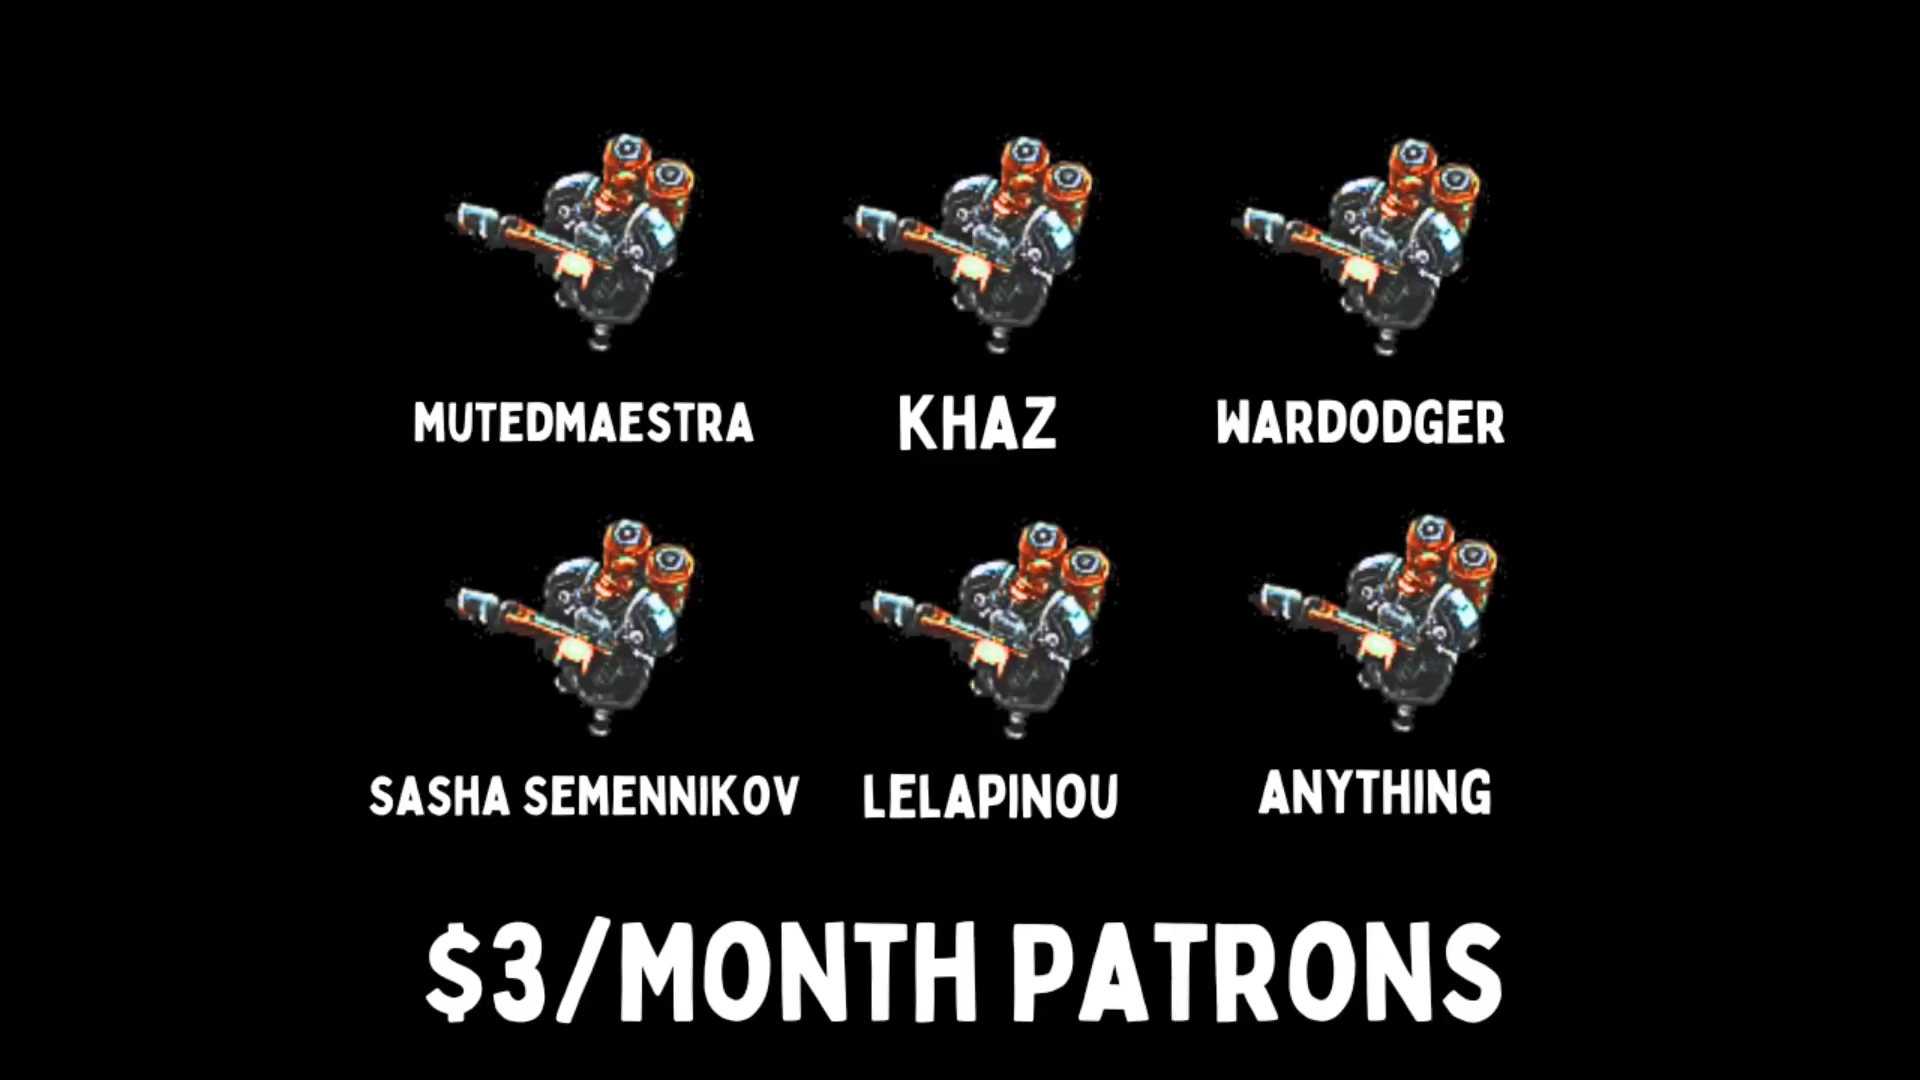 MUTEDMAESTRA
KHAZ
WARDODGER
SASHA SEMENNIKOV
LELAPINOU
ANYTHING
$3/MONTH PATRONS